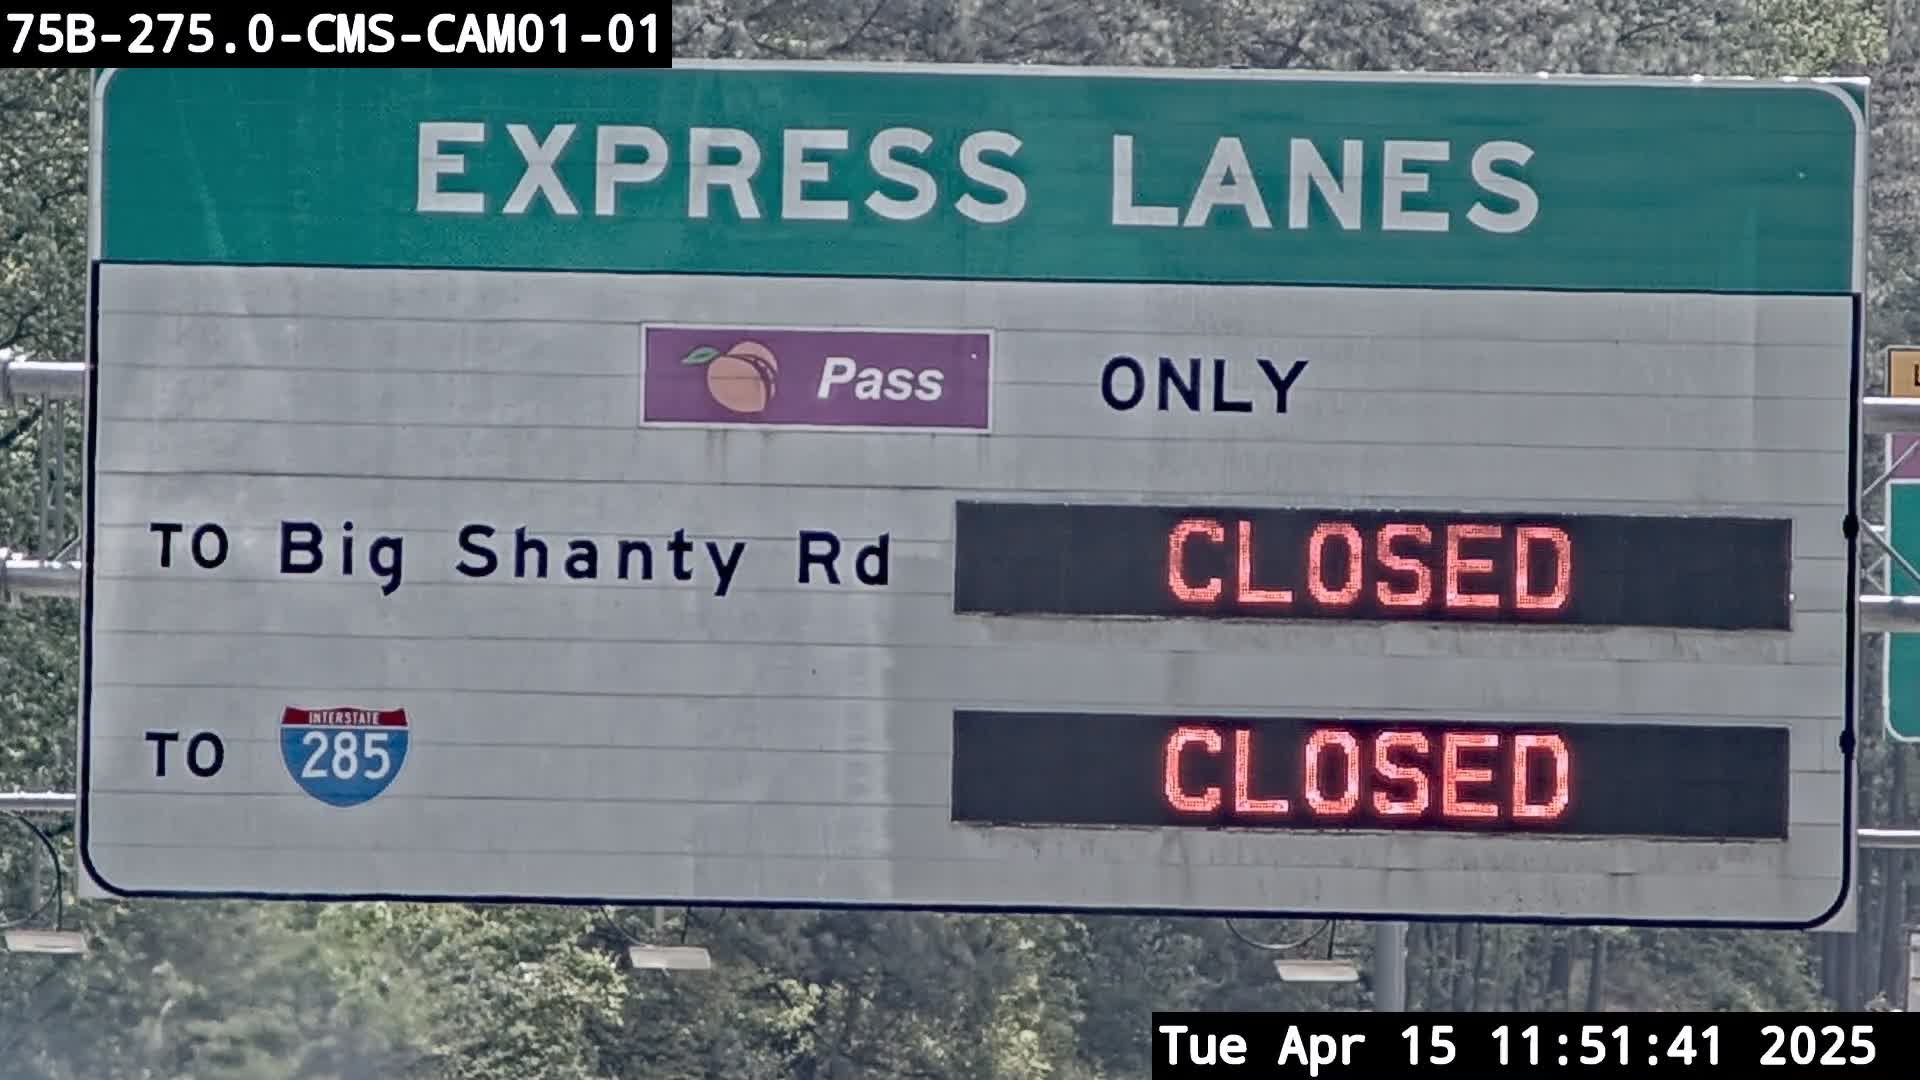 75B-275.0-CMS-CAM01-01
EXPRESS LANES
Pass ONLY
TO Big Shanty Rd CLOSED
TO INTERSTATE 285 CLOSED
Tue Apr 15 11:51:41 2025